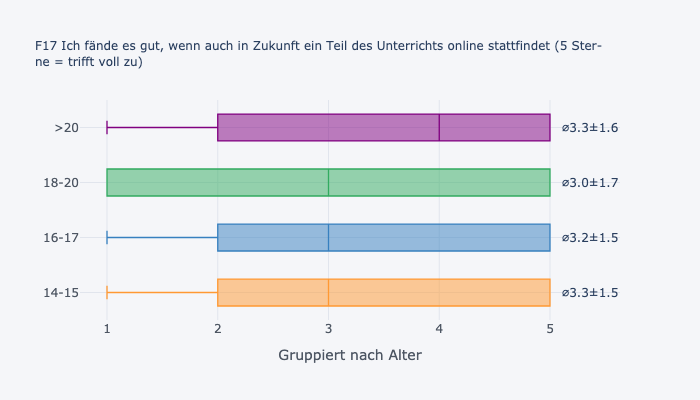 F17 Ich fände es gut, wenn auch in Zukunft ein Teil des Unterrichts online stattfindet (5 Ster-
ne = trifft voll zu)
>20 ⌀3.3±1.6
18-20 ⌀3.0±1.7
16-17 ⌀3.2±1.5
14-15 ⌀3.3±1.5
1 2 3 4 5
Gruppiert nach Alter